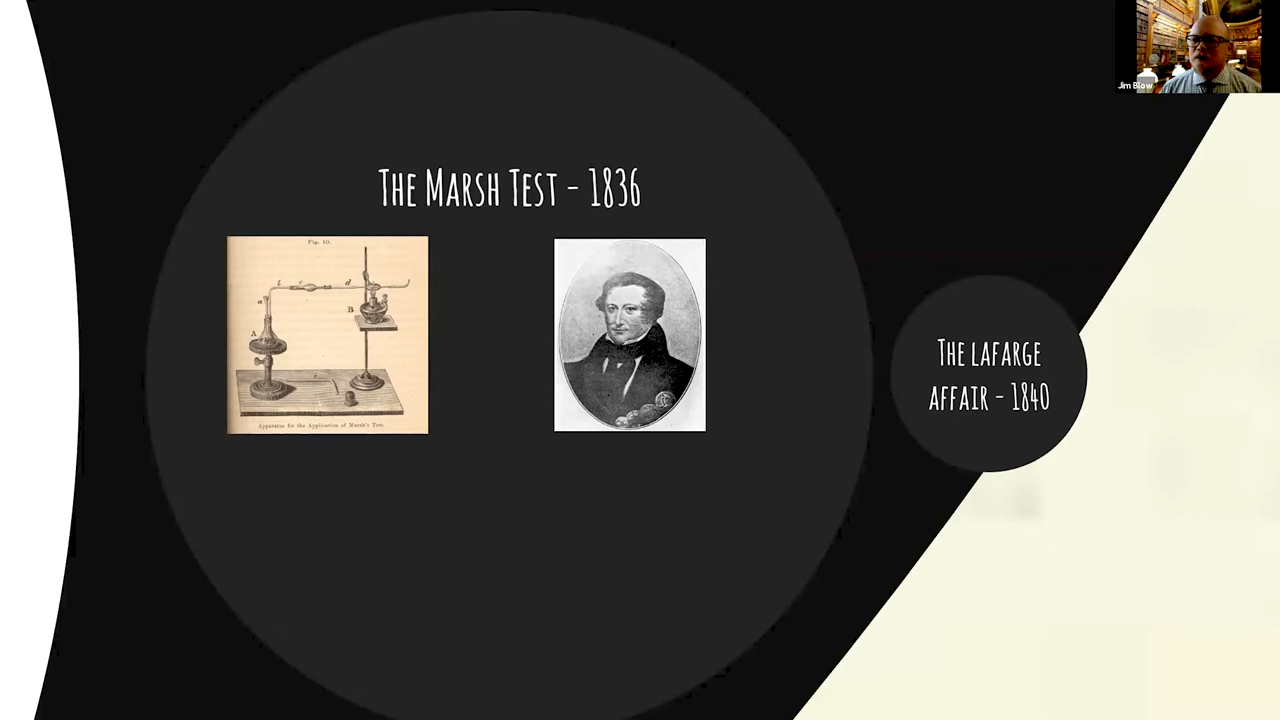 Jim Blow
The Marsh Test - 1836
Fig. 10.
a
c
d
A
B
Apparatus for the Application of Marsh's Test.
The Lafarge
affair - 1840